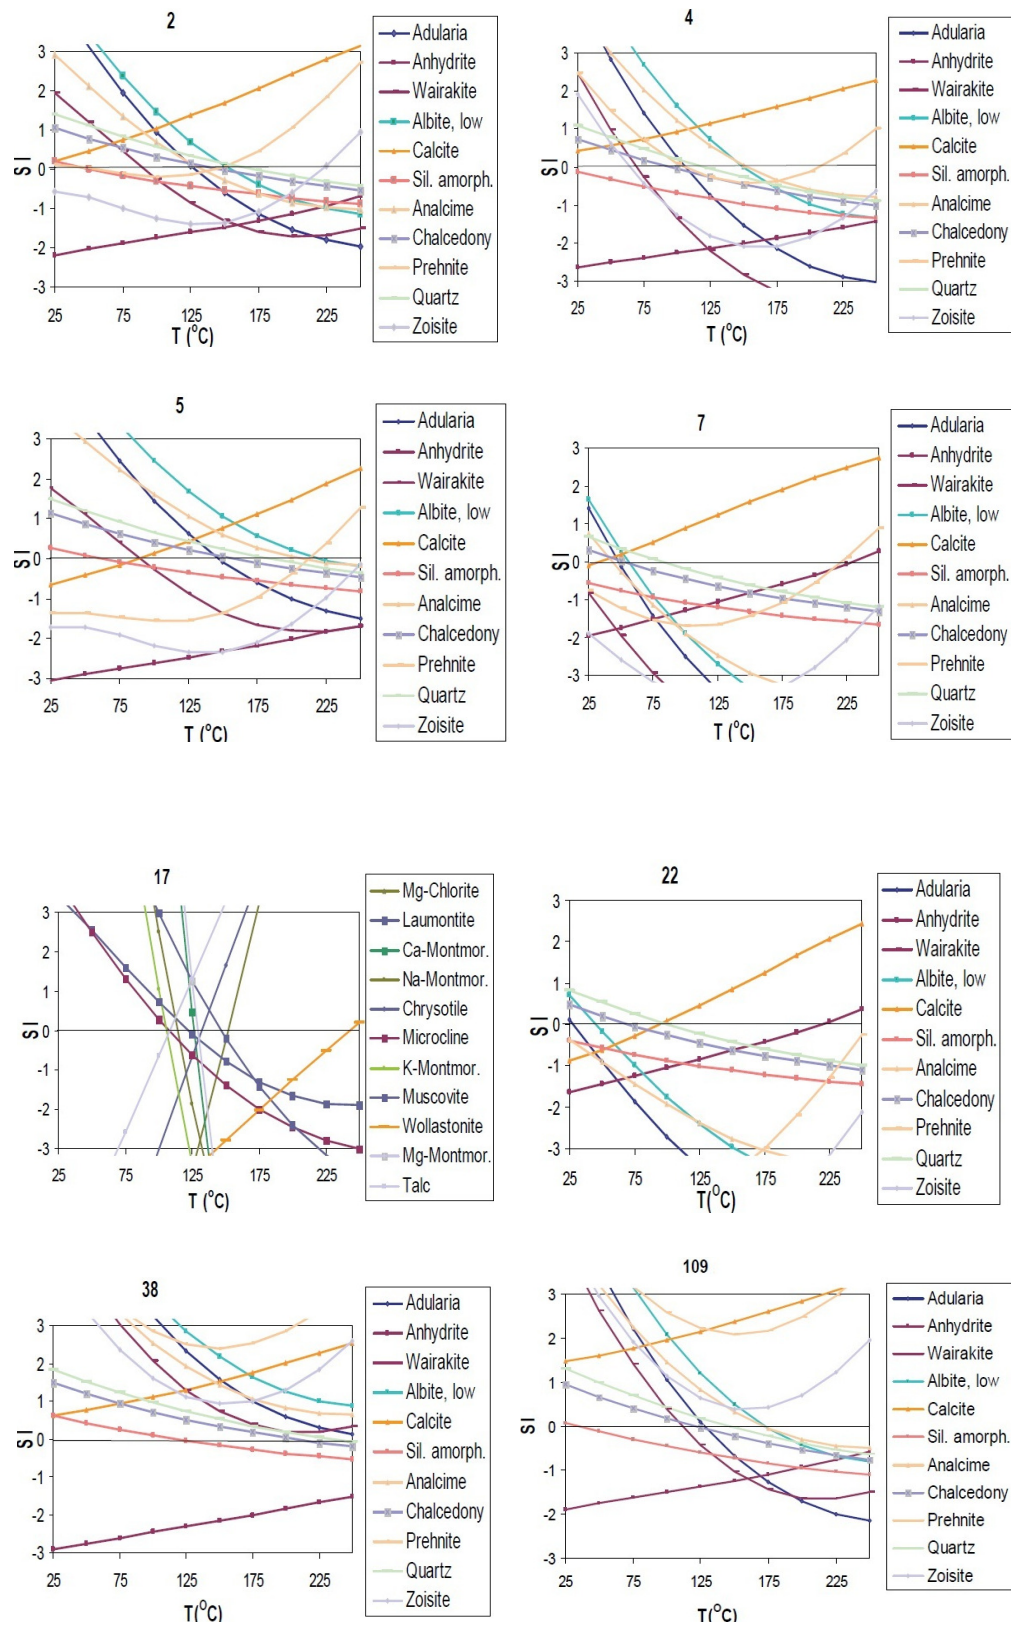 2
3
2
1
0
-1
-2
-3
S I
25 75 125 175 225
T (°C)
Adularia
Anhydrite
Wairakite
Albite, low
Calcite
Sil. amorph.
Analcime
Chalcedony
Prehnite
Quartz
Zoisite
4
3
2
1
0
-1
-2
-3
S I
25 75 125 175 225
T (°C)
Adularia
Anhydrite
Wairakite
Albite, low
Calcite
Sil. amorph.
Analcime
Chalcedony
Prehnite
Quartz
Zoisite
5
3
2
1
0
-1
-2
-3
S I
25 75 125 175 225
T (°C)
Adularia
Anhydrite
Wairakite
Albite, low
Calcite
Sil. amorph.
Analcime
Chalcedony
Prehnite
Quartz
Zoisite
7
3
2
1
0
-1
-2
-3
S I
25 75 125 175 225
T (°C)
Adularia
Anhydrite
Wairakite
Albite, low
Calcite
Sil. amorph.
Analcime
Chalcedony
Prehnite
Quartz
Zoisite
17
3
2
1
0
-1
-2
-3
S I
25 75 125 175 225
T (°C)
Mg-Chlorite
Laumontite
Ca-Montmor.
Na-Montmor.
Chrysotile
Microcline
K-Montmor.
Muscovite
Wollastonite
Mg-Montmor.
Talc
22
3
2
1
0
-1
-2
-3
S I
25 75 125 175 225
T(°C)
Adularia
Anhydrite
Wairakite
Albite, low
Calcite
Sil. amorph.
Analcime
Chalcedony
Prehnite
Quartz
Zoisite
38
3
2
1
0
-1
-2
-3
S I
25 75 125 175 225
T(°C)
Adularia
Anhydrite
Wairakite
Albite, low
Calcite
Sil. amorph.
Analcime
Chalcedony
Prehnite
Quartz
Zoisite
109
3
2
1
0
-1
-2
-3
S I
25 75 125 175 225
T(°C)
Adularia
Anhydrite
Wairakite
Albite, low
Calcite
Sil. amorph.
Analcime
Chalcedony
Prehnite
Quartz
Zoisite